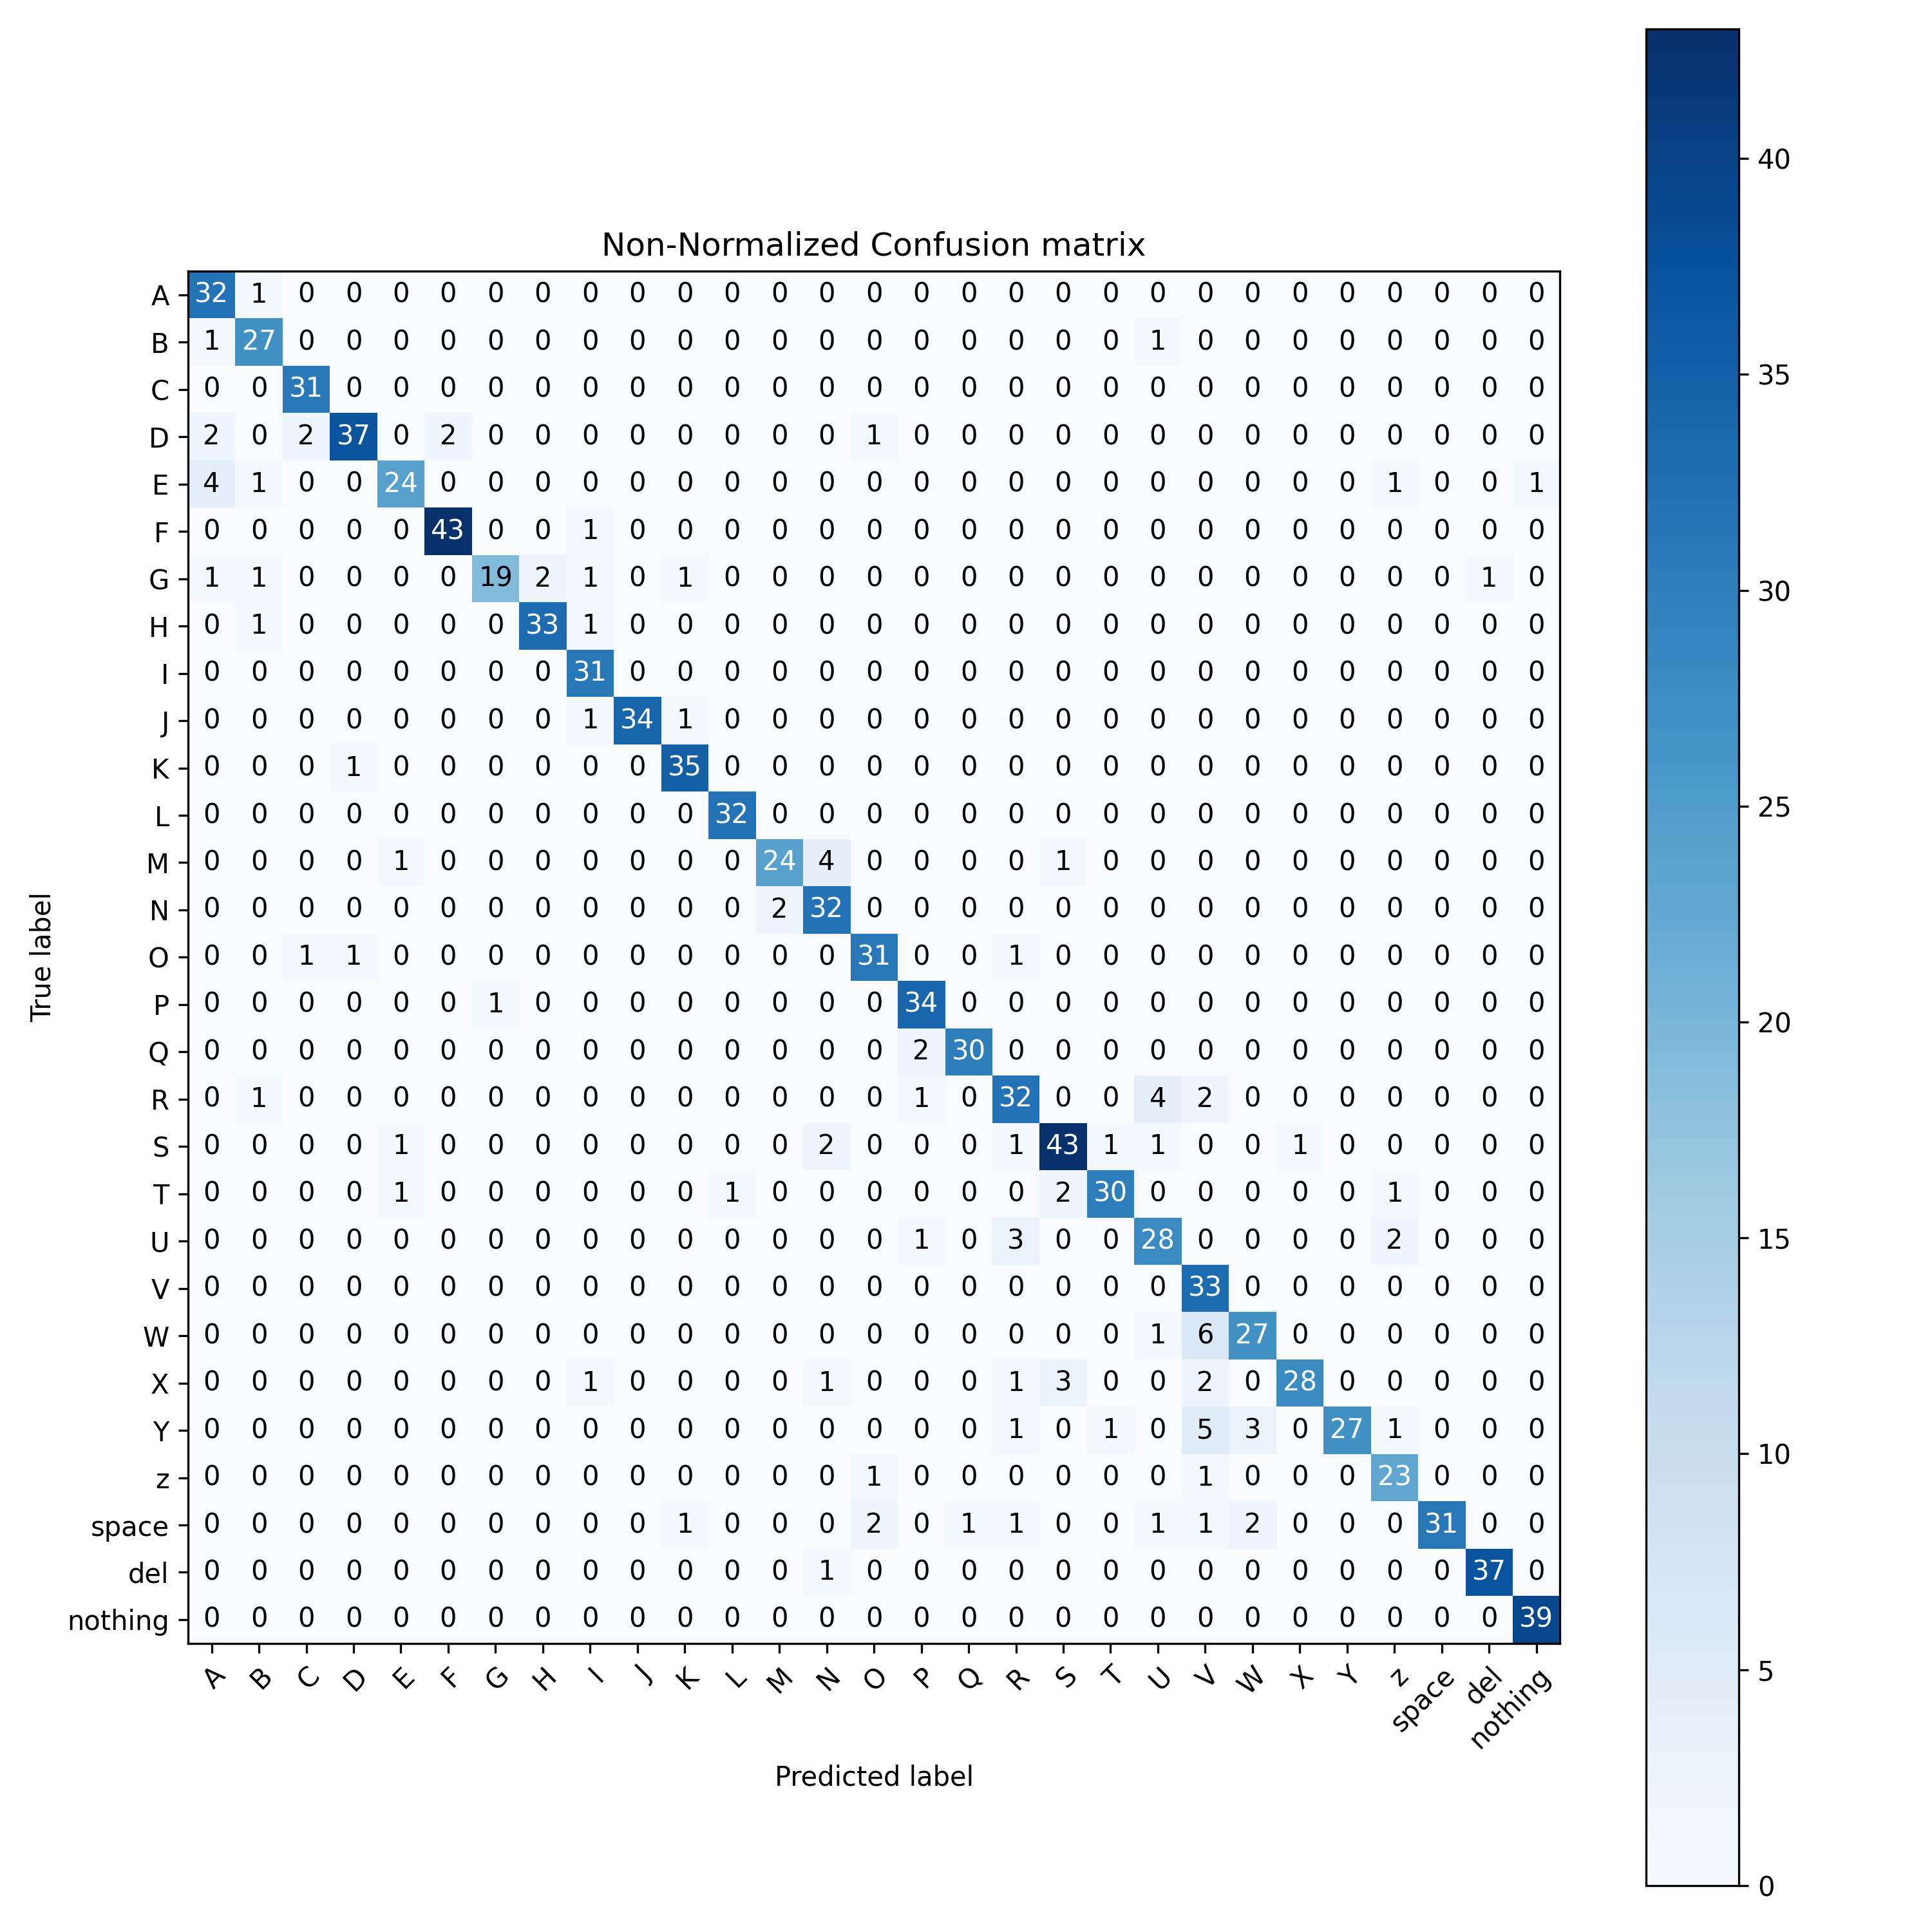 Non-Normalized Confusion matrix
A 32 1 0 0 0 0 0 0 0 0 0 0 0 0 0 0 0 0 0 0 0 0 0 0 0 0 0 0 0
B 1 27 0 0 0 0 0 0 0 0 0 0 0 0 0 0 0 0 0 0 1 0 0 0 0 0 0 0 0
C 0 0 31 0 0 0 0 0 0 0 0 0 0 0 0 0 0 0 0 0 0 0 0 0 0 0 0 0 0
D 2 0 2 37 0 2 0 0 0 0 0 0 0 0 1 0 0 0 0 0 0 0 0 0 0 0 0 0 0
E 4 1 0 0 24 0 0 0 0 0 0 0 0 0 0 0 0 0 0 0 0 0 0 0 0 1 0 0 1
F 0 0 0 0 0 43 0 0 1 0 0 0 0 0 0 0 0 0 0 0 0 0 0 0 0 0 0 0 0
G 1 1 0 0 0 0 19 2 1 0 1 0 0 0 0 0 0 0 0 0 0 0 0 0 0 0 0 1 0
H 0 1 0 0 0 0 0 33 1 0 0 0 0 0 0 0 0 0 0 0 0 0 0 0 0 0 0 0 0
I 0 0 0 0 0 0 0 0 31 0 0 0 0 0 0 0 0 0 0 0 0 0 0 0 0 0 0 0 0
J 0 0 0 0 0 0 0 0 1 34 1 0 0 0 0 0 0 0 0 0 0 0 0 0 0 0 0 0 0
K 0 0 0 1 0 0 0 0 0 0 35 0 0 0 0 0 0 0 0 0 0 0 0 0 0 0 0 0 0
L 0 0 0 0 0 0 0 0 0 0 0 32 0 0 0 0 0 0 0 0 0 0 0 0 0 0 0 0 0
M 0 0 0 0 1 0 0 0 0 0 0 0 24 4 0 0 0 0 1 0 0 0 0 0 0 0 0 0 0
N 0 0 0 0 0 0 0 0 0 0 0 0 2 32 0 0 0 0 0 0 0 0 0 0 0 0 0 0 0
O 0 0 1 1 0 0 0 0 0 0 0 0 0 0 31 0 0 1 0 0 0 0 0 0 0 0 0 0 0
P 0 0 0 0 0 0 1 0 0 0 0 0 0 0 0 34 0 0 0 0 0 0 0 0 0 0 0 0 0
Q 0 0 0 0 0 0 0 0 0 0 0 0 0 0 0 2 30 0 0 0 0 0 0 0 0 0 0 0 0
R 0 1 0 0 0 0 0 0 0 0 0 0 0 0 0 1 0 32 0 0 4 2 0 0 0 0 0 0 0
S 0 0 0 0 1 0 0 0 0 0 0 0 0 2 0 0 0 1 43 1 1 0 0 1 0 0 0 0 0
T 0 0 0 0 1 0 0 0 0 0 0 1 0 0 0 0 0 0 2 30 0 0 0 0 0 1 0 0 0
U 0 0 0 0 0 0 0 0 0 0 0 0 0 0 0 1 0 3 0 0 28 0 0 0 0 2 0 0 0
V 0 0 0 0 0 0 0 0 0 0 0 0 0 0 0 0 0 0 0 0 0 33 0 0 0 0 0 0 0
W 0 0 0 0 0 0 0 0 0 0 0 0 0 0 0 0 0 0 0 0 1 6 27 0 0 0 0 0 0
X 0 0 0 0 0 0 0 0 1 0 0 0 0 1 0 0 0 1 3 0 0 2 0 28 0 0 0 0 0
Y 0 0 0 0 0 0 0 0 0 0 0 0 0 0 0 0 0 1 0 1 0 5 3 0 27 1 0 0 0
z 0 0 0 0 0 0 0 0 0 0 0 0 0 0 1 0 0 0 0 0 0 1 0 0 0 23 0 0 0
space 0 0 0 0 0 0 0 0 0 0 1 0 0 0 2 0 1 1 0 0 1 1 2 0 0 0 31 0 0
del 0 0 0 0 0 0 0 0 0 0 0 0 0 1 0 0 0 0 0 0 0 0 0 0 0 0 0 37 0
nothing 0 0 0 0 0 0 0 0 0 0 0 0 0 0 0 0 0 0 0 0 0 0 0 0 0 0 0 0 39
A B C D E F G H I J K L M N O P Q R S T U V W X Y z space del nothing
Predicted label
True label
40
35
30
25
20
15
10
5
0